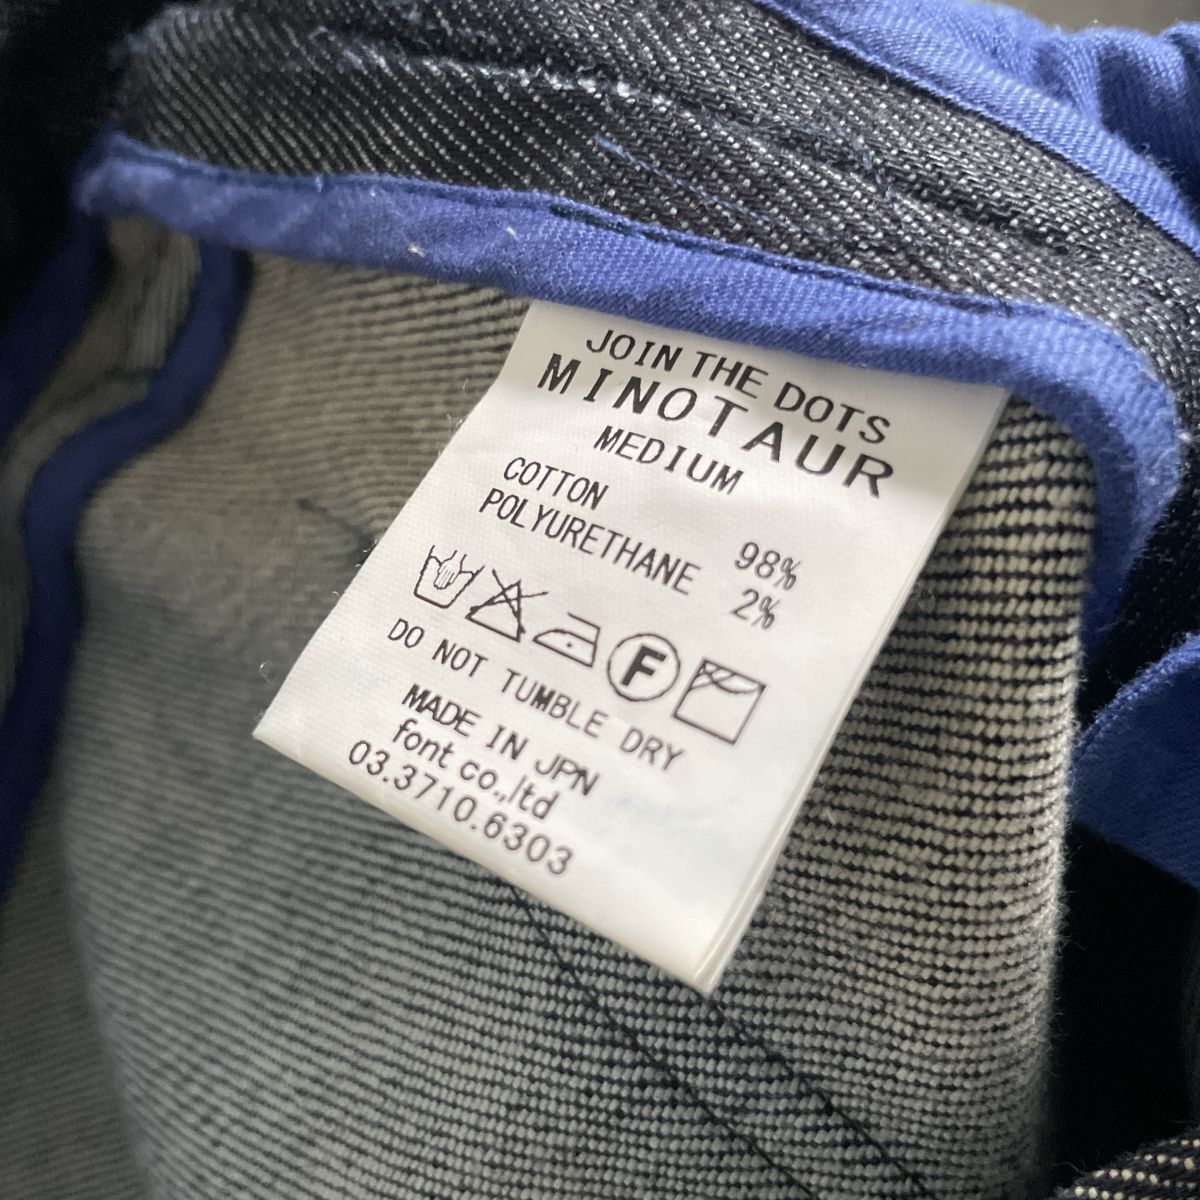 JOIN THE DOTS
MINOTAUR
MEDIUM
COTTON 98%
POLYURETHANE 2%
F
DO NOT TUMBLE DRY
MADE IN JPN
font co.,ltd
03.3710.6303